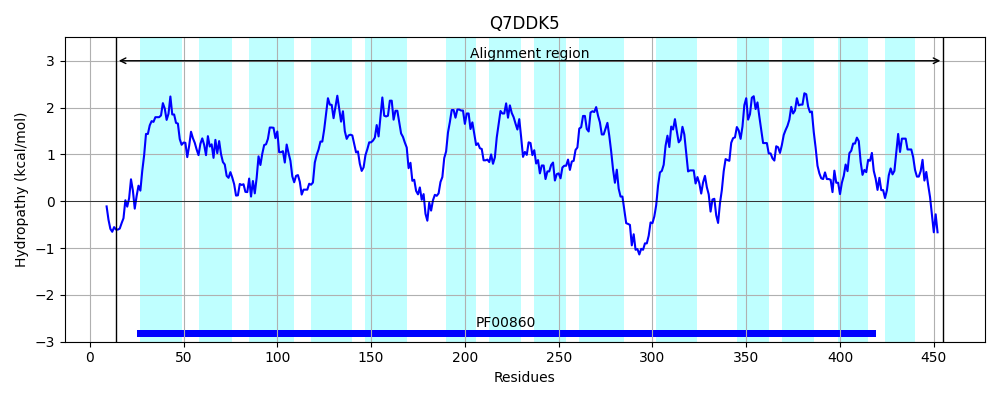 Q7DDK5
Alignment region
3
2
1
0
−1
−2
−3
Hydropathy (kcal/mol)
PF00860
0 50 100 150 200 250 300 350 400 450
Residues